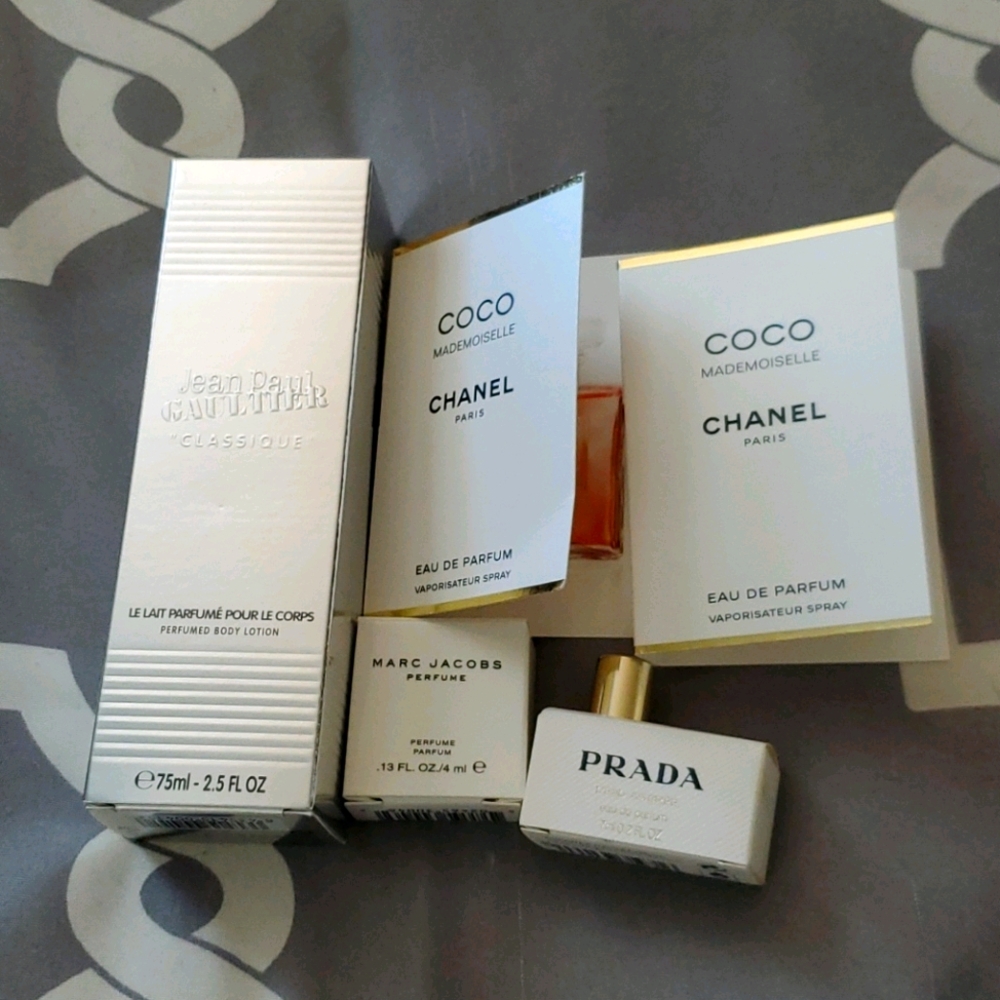 Jean Paul
GAULTIER
"CLASSIQUE"
LE LAIT PARFUMÉ POUR LE CORPS
PERFUMED BODY LOTION
℮75ml - 2.5 FL OZ
COCO
MADEMOISELLE
CHANEL
PARIS
EAU DE PARFUM
VAPORISATEUR SPRAY
COCO
MADEMOISELLE
CHANEL
PARIS
EAU DE PARFUM
VAPORISATEUR SPRAY
MARC JACOBS
PERFUME
PERFUME
PARFUM
.13 FL. OZ./4 ml ℮
PRADA